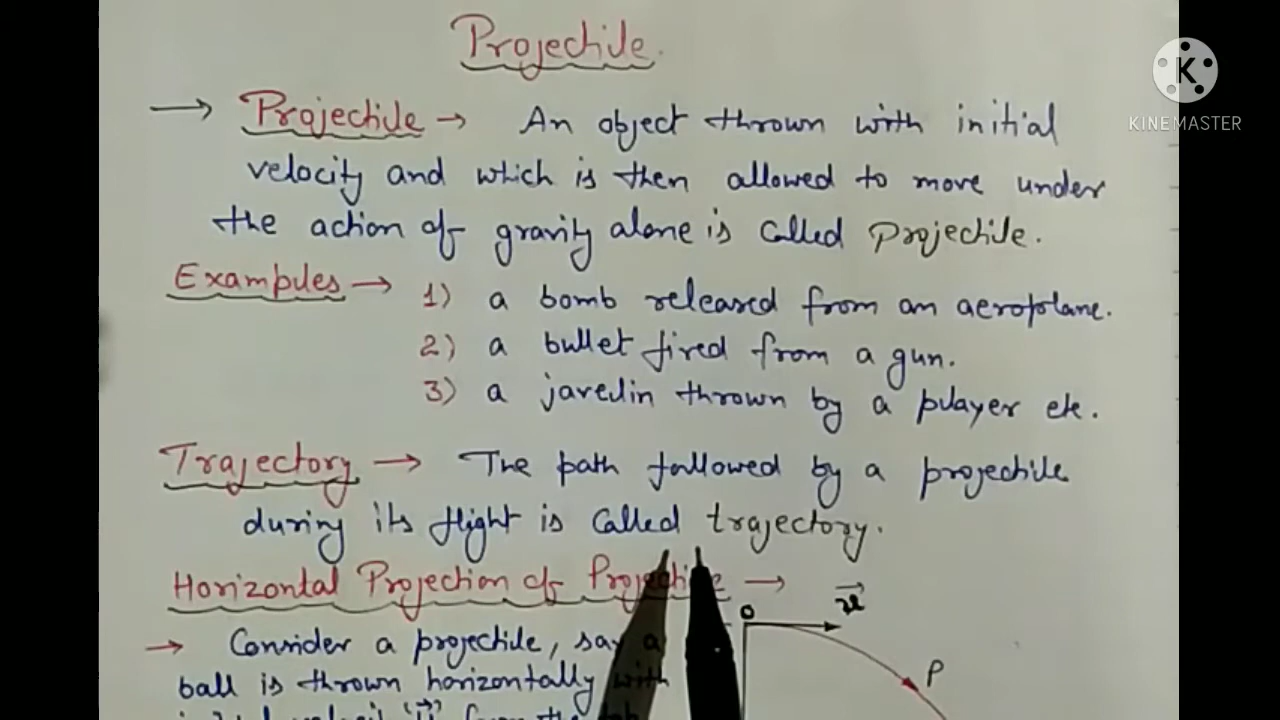 Projectile.
→ Projectile → An object thrown with initial
velocity and which is then allowed to move under
the action of gravity alone is called projectile.
Examples → 1) a bomb released from an aeroplane.
2) a bullet fired from a gun.
3) a javelin thrown by a player etc.
Trajectory → The path followed by a projectile
during its flight is called trajectory.
Horizontal Projection of Projectile →
→ Consider a projectile, say a
ball is thrown horizontally with
from the
O
u
P
K
KINEMASTER